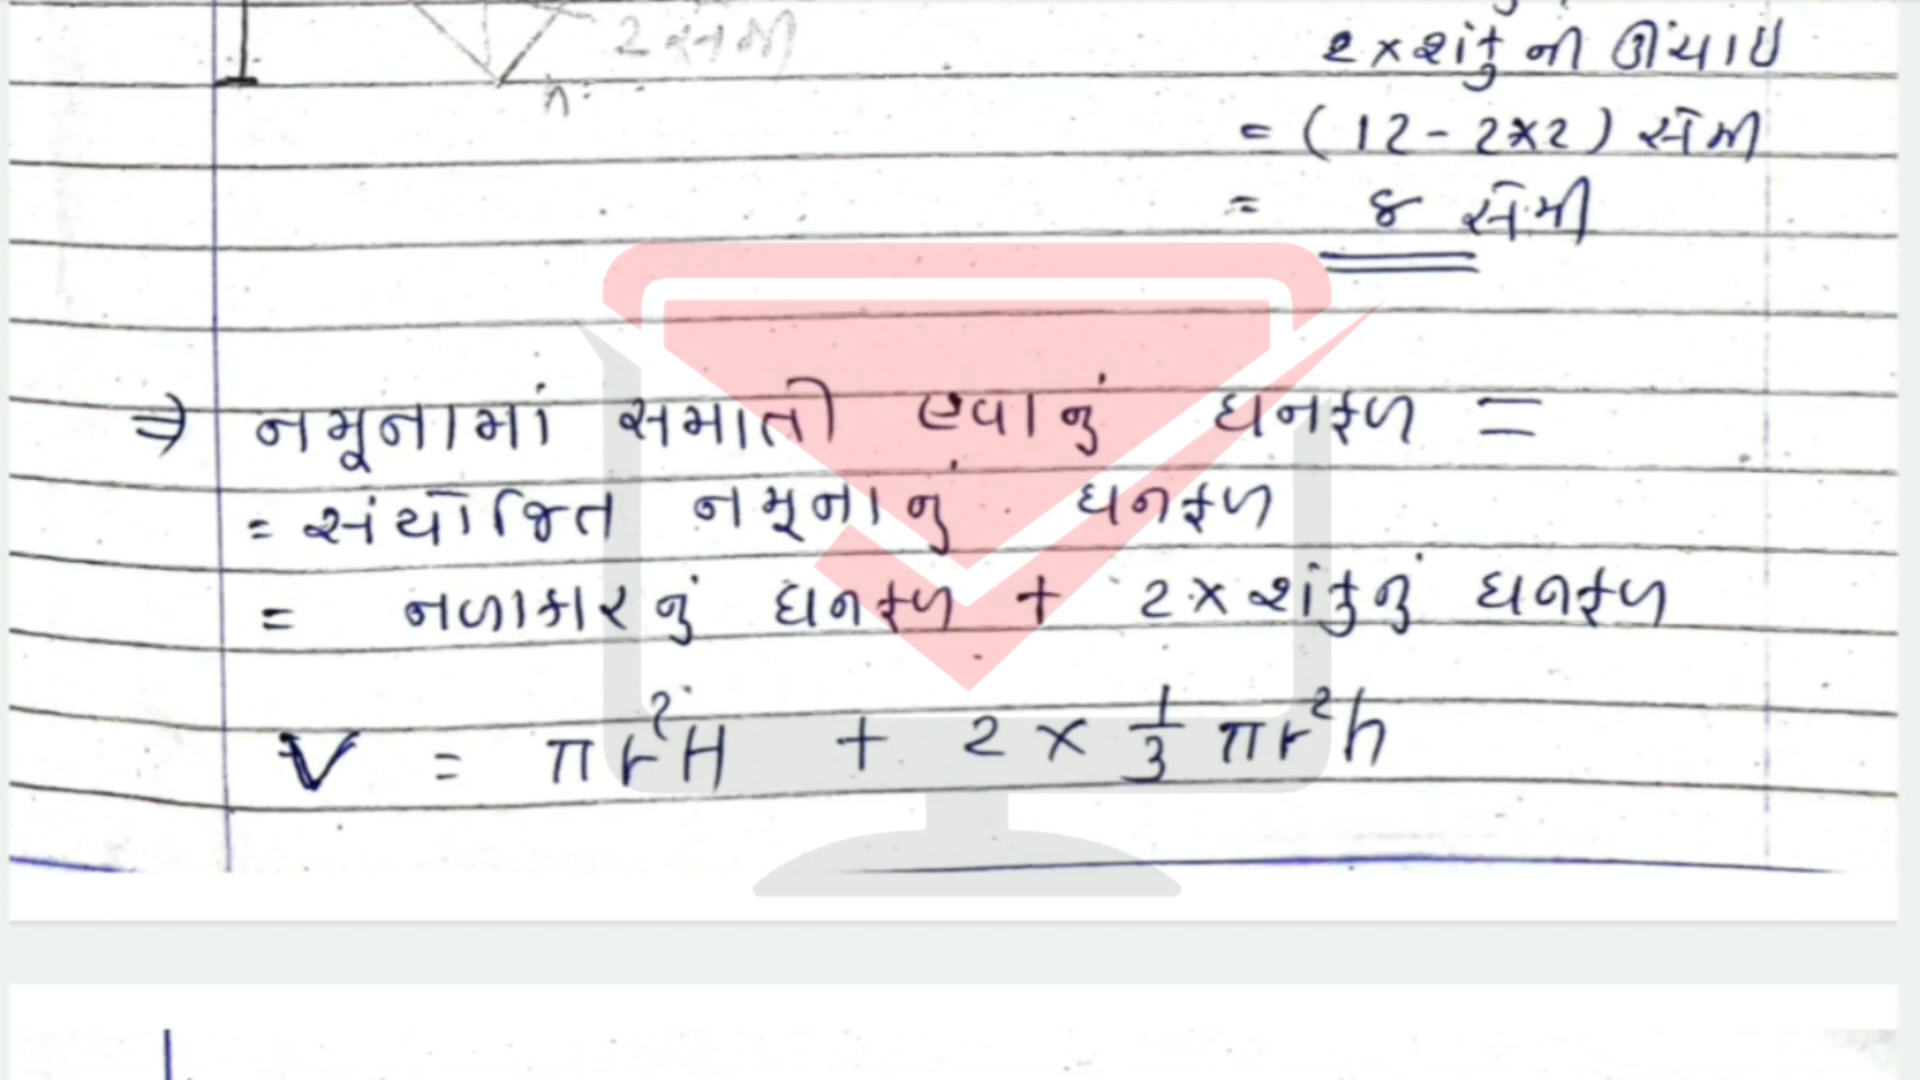 2 સેમી
h
2 × શંકુની ઊંચાઇ
= ( 12 - 2×2 ) સેમી
= 8 સેમી
⇒ નમૂનામાં સમાતી હવાનું ઘનફળ =
= સંયોજિત નમૂનાનું ઘનફળ
= નળાકારનું ઘનફળ + 2 × શંકુનું ઘનફળ
V = πr²H + 2 × 1/3 πr²h